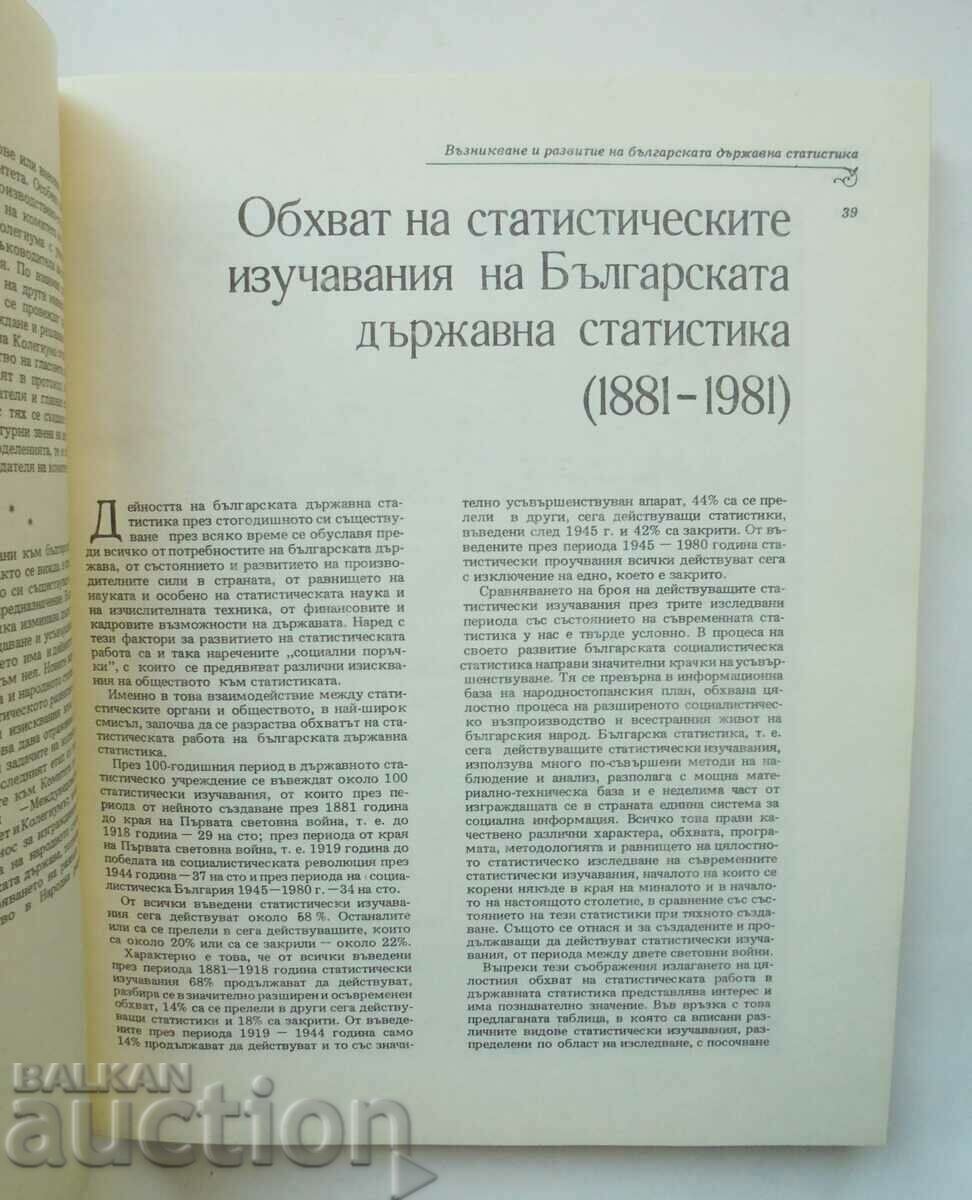 Възникване и развитие на българската държавна статистика
39
Обхват на статистическите
изучавания на Българската
държавна статистика
(1881-1981)
Дейността на българската държавна ста-
тистика през стогодишното си съществу-
ване през всяко време се обуславя пре-
ди всичко от потребностите на българската дър-
жава, от състоянието и развитието на произво-
дителните сили в страната, от равнището на
науката и особено на статистическата наука и
на изчислителната техника, от финансовите и
кадровите възможности на държавата. Наред с
тези фактори за развитието на статистическата
работа са и така наречените „социални поръч-
ки", с които се предявяват различни изисква-
ния на обществото към статистиката.
Именно в това взаимодействие между стати-
стическите органи и обществото, в най-широк
смисъл, започва да се разраства обхватът на ста-
тистическата работа на българската държавна
статистика.
През 100-годишния период в държавното ста-
тистическо учреждение се въвеждат около 100
статистически изучавания, от които през пе-
риода от нейното създаване през 1881 година
до края на Първата световна война, т. е. до
1918 година — 29 на сто; през периода от края
на Първата световна война, т. е. 1919 година до
победата на социалистическата революция през
1944 година—37 на сто и през периода на социа-
листическа България 1945—1980 г. —34 на сто.
От всички въведени статистически изучава-
ния сега действуват около 58 %. Останалите
или са се прелели в сега действуващите, които
са около 20% или са се закрили — около 22%.
Характерно е това, че от всички въведени
през периода 1881—1918 година статистически
изучавания 68% продължават да действуват,
разбира се в значително разширен и осъвременен
обхват, 14% са се прелели в други сега действу-
ващи статистики и 18% са закрити. От въведе-
ните през периода 1919 — 1944 година само
14% продължават да действуват и то със значи-
телно усъвършенствуван апарат, 44% са се пре-
лели в други, сега действуващи статистики,
въведени след 1945 г. и 42% са закрити. От въ-
ведените през периода 1945 — 1980 година ста-
тистически проучвания всички действуват сега
с изключение на едно, което е закрито.
Сравняването на броя на действуващите ста-
тистически изучавания през трите изследвани
периода със състоянието на съвременната ста-
тистика у нас е твърде условно. В процеса на
своето развитие българската социалистическа
статистика направи значителни крачки на усъвър-
шенствуване. Тя се превърна в информационна
база на народностопанския план, обхвана ця-
лостно процеса на разширеното социалистичес-
ко възпроизводство и всестранния живот на
българския народ. Българска статистика, т. е.
сега действуващите статистически изучавания,
използува много по-съвършени методи на на-
блюдение и анализ, разполага с мощна мате-
риално-техническа база и е неделима част от
изграждащата се в страната единна система за
социална информация. Всичко това прави ка-
чествено различни характера, обхвата, програ-
мата, методологията и равнището на цялостно-
то статистическо изследване на съвременните
статистически изучавания, началото на които се
корени някъде в края на миналото и в начало-
то на настоящото столетие, в сравнение със със-
тоянието на тези статистики при тяхното създа-
ване. Същото се отнася и за създадените и про-
дължаващи да действуват статистически изуча-
вания, от периода между двете световни войни.
Въпреки тези съображения излагането на ця-
лостния обхват на статистическата работа в
държавната статистика представлява интерес и
има познавателно значение. Във връзка с това
предлаганата таблица, в която са вписани раз-
личните видове статистически изучавания, раз-
пределени по област на изследване, с посочване
BALKAN
auction